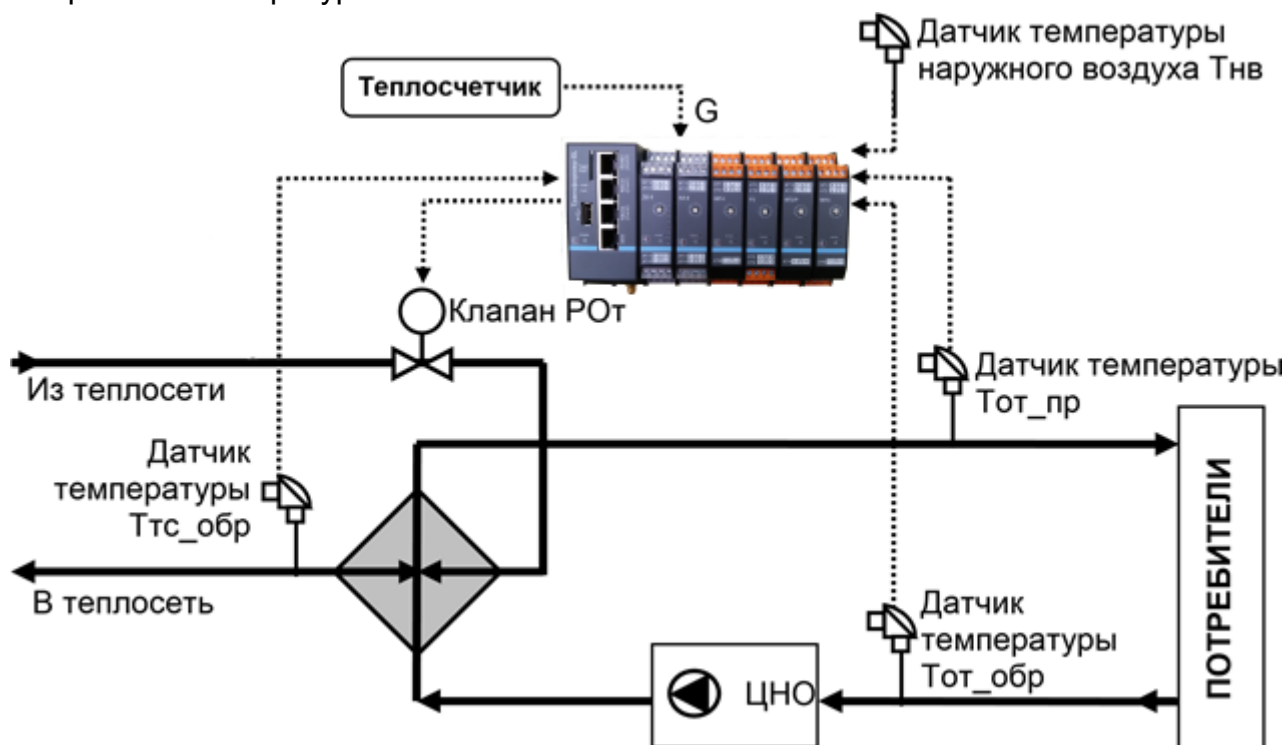 Датчик температуры
наружного воздуха Тнв
Теплосчетчик
G
Клапан РОт
Из теплосети
Датчик температуры
Тот_пр
Датчик
температуры
Ттс_обр
В теплосеть
Датчик
температуры
Тот_обр
ЦНО
ПОТРЕБИТЕЛИ